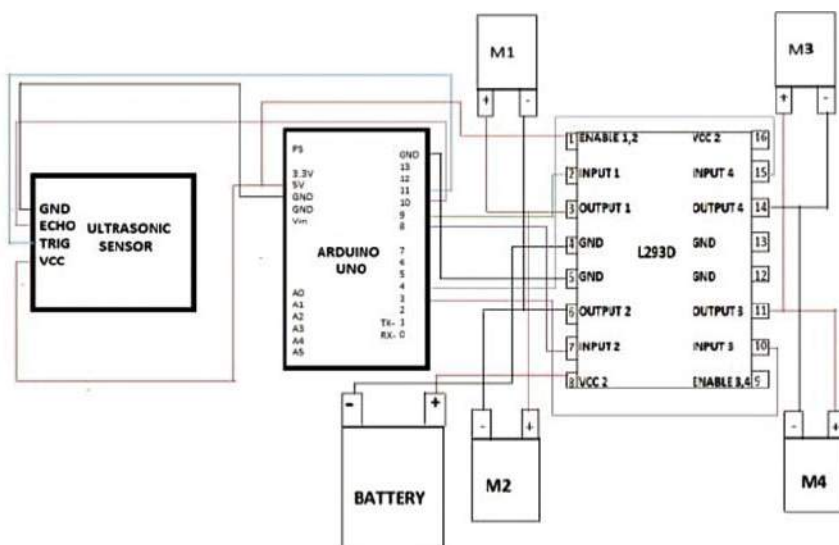 M1
+ -
M3
+ -
GND
ECHO
TRIG
VCC
ULTRASONIC
SENSOR
PS
3.3V
5V
GND
GND
Vin
A0
A1
A2
A3
A4
A5
ARDUINO
UNO
GND
13
12
11
10
9
8
7
6
5
4
3
2
TX- 1
RX- 0
1 ENABLE 1,2
2 INPUT 1
3 OUTPUT 1
4 GND
5 GND
6 OUTPUT 2
7 INPUT 2
8 VCC 2
L293D
VCC 2 16
INPUT 4 15
OUTPUT 4 14
GND 13
GND 12
OUTPUT 3 11
INPUT 3 10
ENABLE 3,4 9
- +
BATTERY
- +
M2
- +
M4